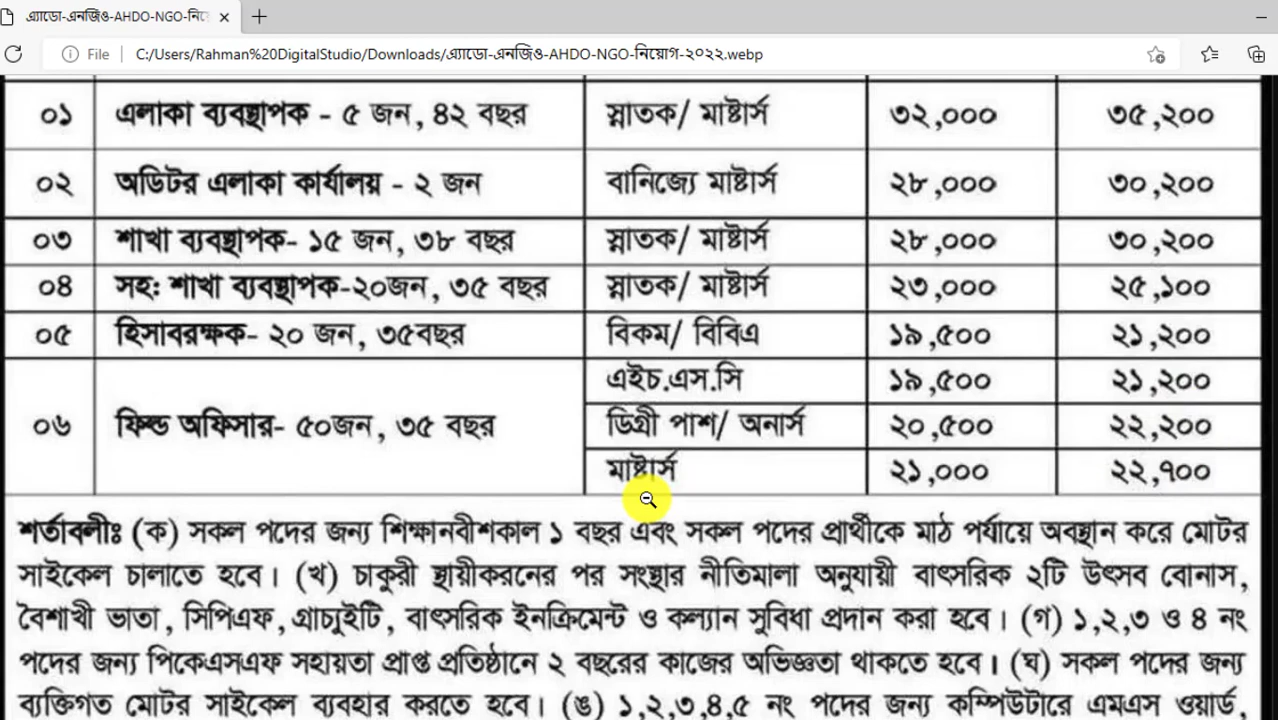 এ্যাডো-এনজিও-AHDO-NGO-নিয়ে
File C:/Users/Rahman%20DigitalStudio/Downloads/এ্যাডো-এনজিও-AHDO-NGO-নিয়োগ-২০২২.webp
০১ এলাকা ব্যবস্থাপক - ৫ জন, ৪২ বছর স্নাতক/ মাষ্টার্স ৩২,০০০ ৩৫,২০০
০২ অডিটর এলাকা কার্যালয় - ২ জন বানিজ্যে মাষ্টার্স ২৮,০০০ ৩০,২০০
০৩ শাখা ব্যবস্থাপক- ১৫ জন, ৩৮ বছর স্নাতক/ মাষ্টার্স ২৮,০০০ ৩০,২০০
০৪ সহ: শাখা ব্যবস্থাপক-২০জন, ৩৫ বছর স্নাতক/ মাষ্টার্স ২৩,০০০ ২৫,১০০
০৫ হিসাবরক্ষক- ২০ জন, ৩৫বছর বিকম/ বিবিএ ১৯,৫০০ ২১,২০০
এইচ.এস.সি ১৯,৫০০ ২১,২০০
০৬ ফিল্ড অফিসার- ৫০জন, ৩৫ বছর ডিগ্রী পাশ/ অনার্স ২০,৫০০ ২২,২০০
মাষ্টার্স ২১,০০০ ২২,৭০০
শর্তাবলীঃ (ক) সকল পদের জন্য শিক্ষানবীশকাল ১ বছর এবং সকল পদের প্রার্থীকে মাঠ পর্যায়ে অবস্থান করে মোটর
সাইকেল চালাতে হবে। (খ) চাকুরী স্থায়ীকরনের পর সংস্থার নীতিমালা অনুযায়ী বাৎসরিক ২টি উৎসব বোনাস,
বৈশাখী ভাতা, সিপিএফ,গ্রাচ্যুইটি, বাৎসরিক ইনক্রিমেন্ট ও কল্যান সুবিধা প্রদান করা হবে। (গ) ১,২,৩ ও ৪ নং
পদের জন্য পিকেএসএফ সহায়তা প্রাপ্ত প্রতিষ্ঠানে ২ বছরের কাজের অভিজ্ঞতা থাকতে হবে। (ঘ) সকল পদের জন্য
ব্যক্তিগত মোটর সাইকেল ব্যবহার করতে হবে। (ঙ) ১,২,৩,৪,৫ নং পদের জন্য কম্পিউটারে এমএস ওয়ার্ড,